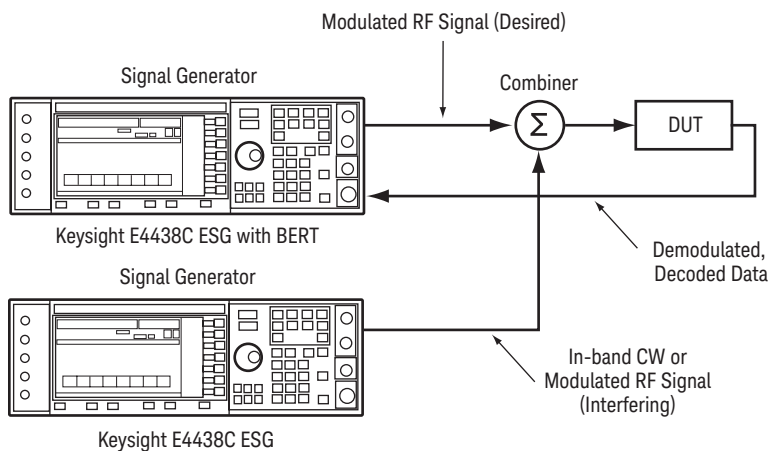 Modulated RF Signal (Desired)
Signal Generator
Combiner
Σ
DUT
Keysight E4438C ESG with BERT
Demodulated,
Decoded Data
Signal Generator
In-band CW or
Modulated RF Signal
(Interfering)
Keysight E4438C ESG